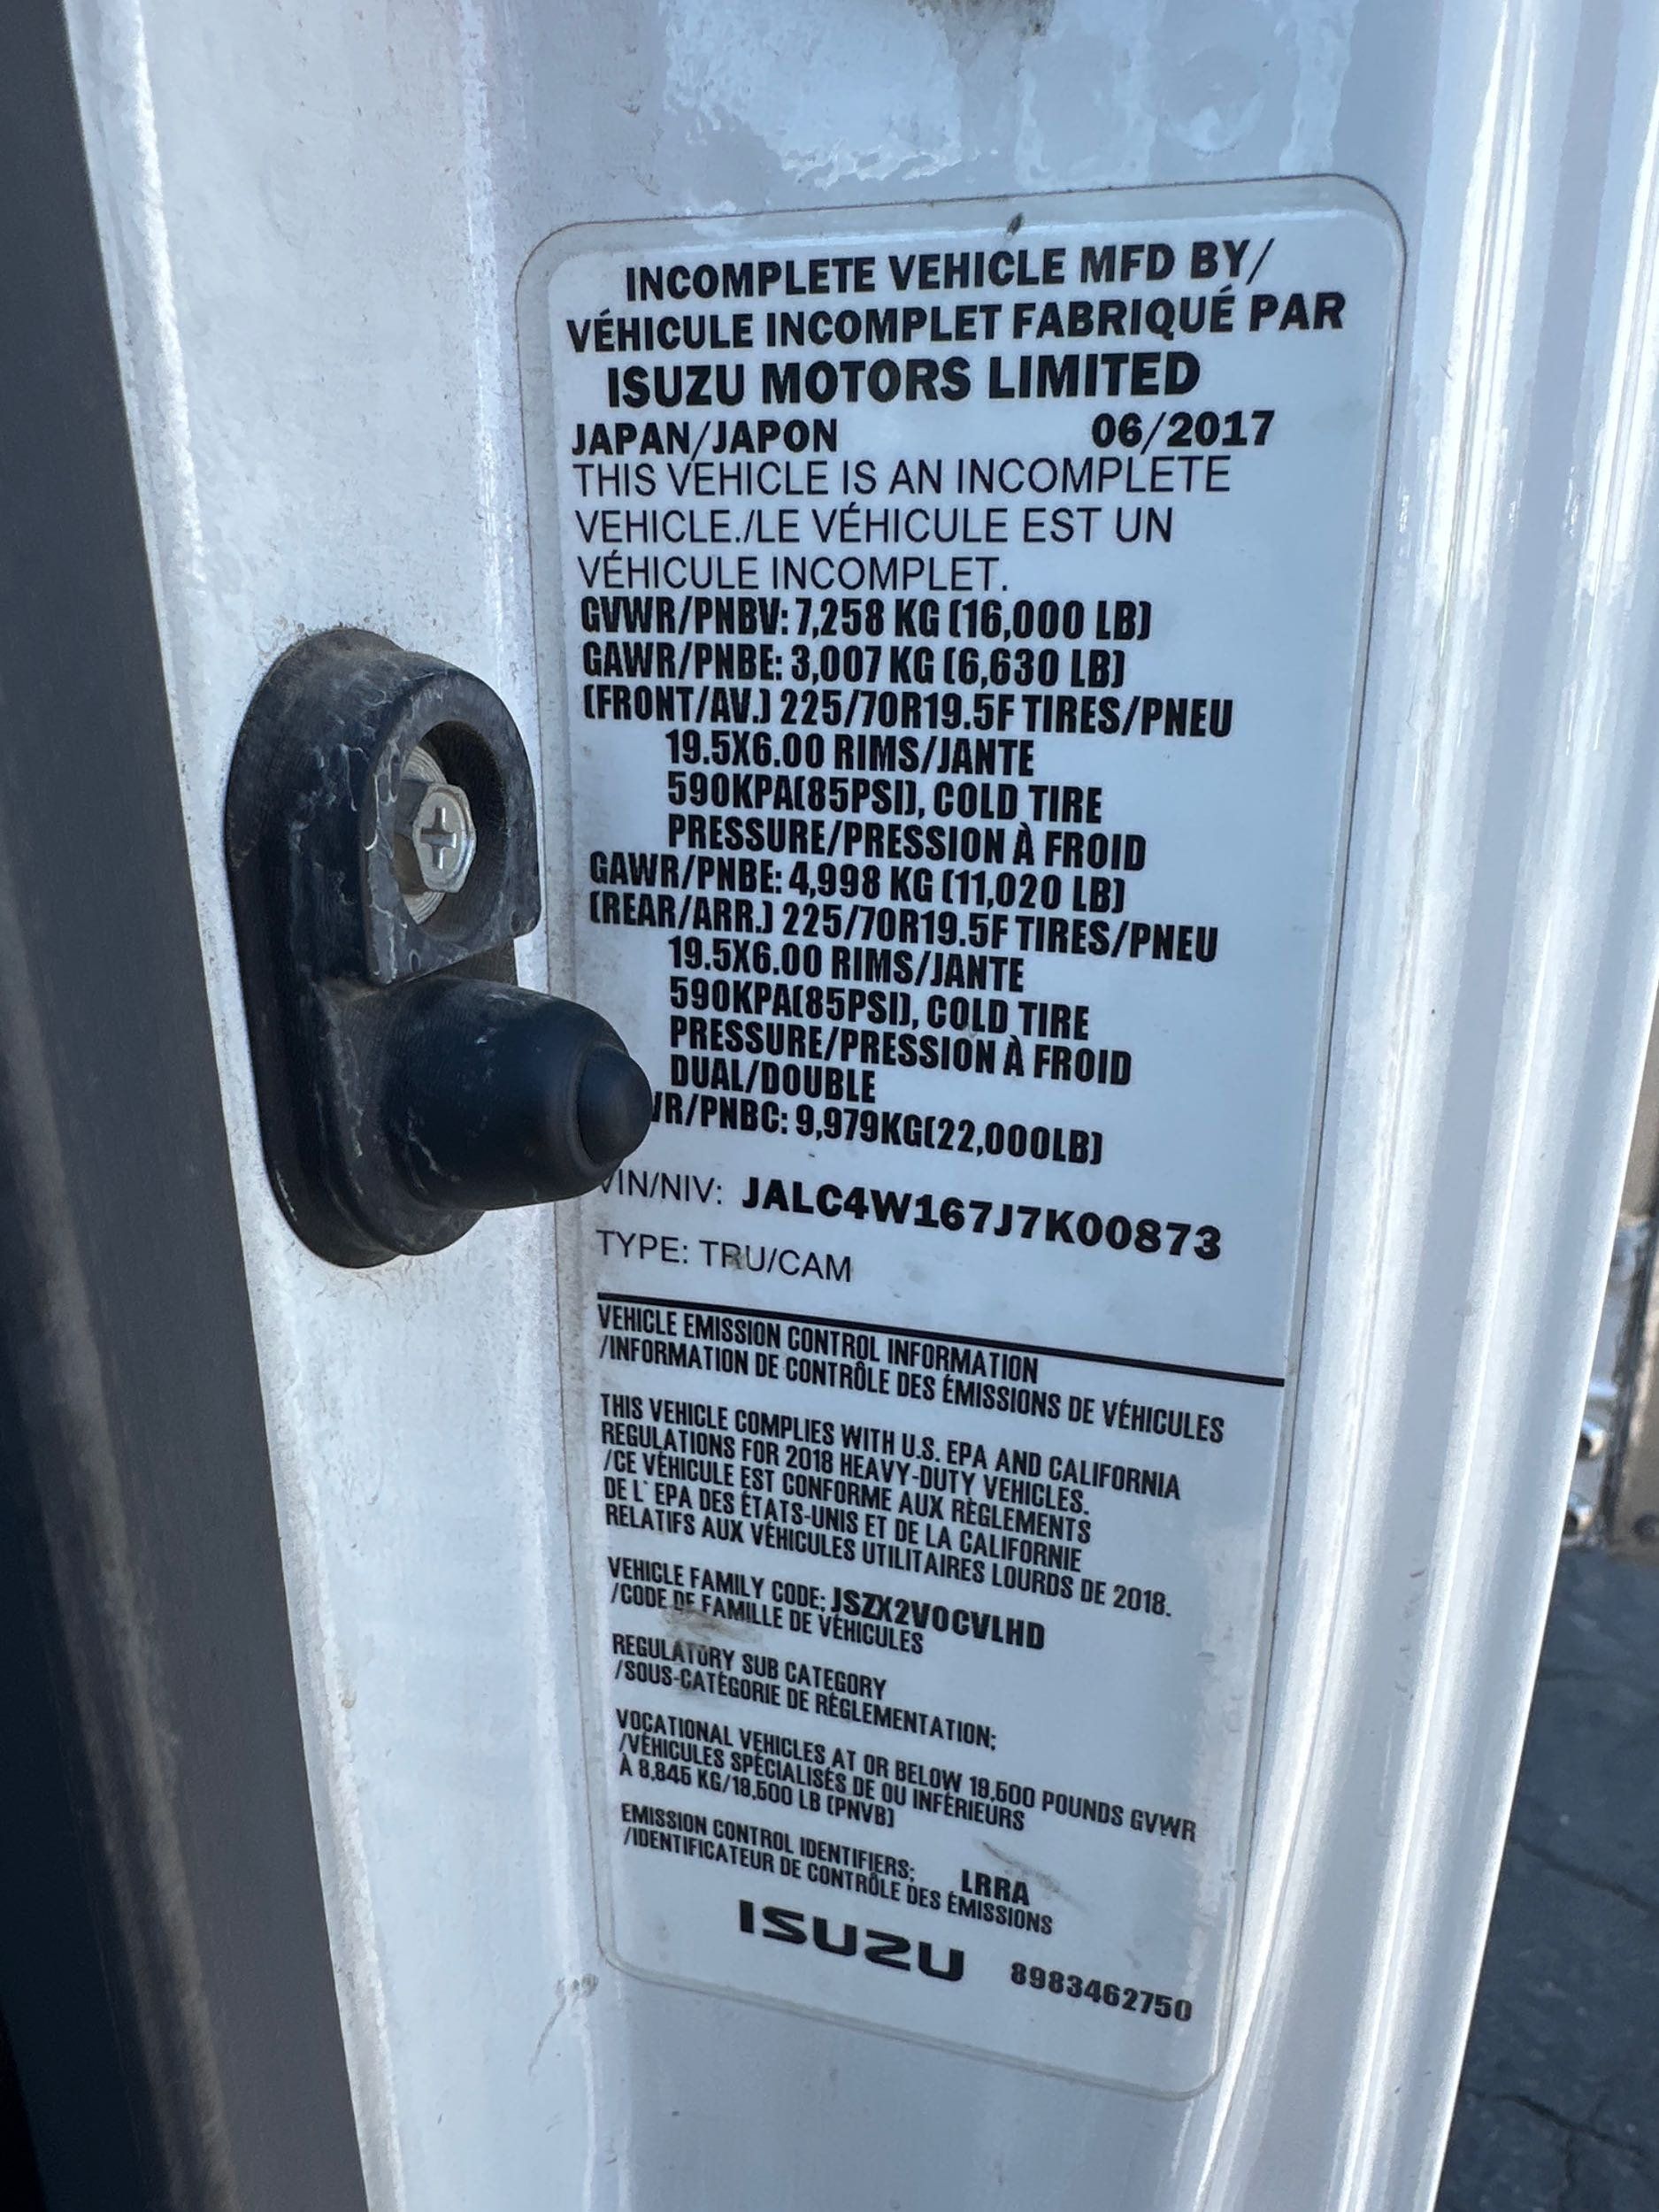 INCOMPLETE VEHICLE MFD BY/
VÉHICULE INCOMPLET FABRIQUÉ PAR
ISUZU MOTORS LIMITED
JAPAN/JAPON 06/2017
THIS VEHICLE IS AN INCOMPLETE
VEHICLE./LE VÉHICULE EST UN
VÉHICULE INCOMPLET.
GVWR/PNBV: 7,258 KG (16,000 LB)
GAWR/PNBE: 3,007 KG (6,630 LB)
(FRONT/AV.) 225/70R19.5F TIRES/PNEU
19.5X6.00 RIMS/JANTE
590KPA(85PSI), COLD TIRE
PRESSURE/PRESSION À FROID
GAWR/PNBE: 4,998 KG (11,020 LB)
(REAR/ARR.) 225/70R19.5F TIRES/PNEU
19.5X6.00 RIMS/JANTE
590KPA(85PSI), COLD TIRE
PRESSURE/PRESSION À FROID
DUAL/DOUBLE
WR/PNBC: 9,979KG(22,000LB)
VIN/NIV: JALC4W167J7K00873
TYPE: TRU/CAM
VEHICLE EMISSION CONTROL INFORMATION
/INFORMATION DE CONTRÔLE DES ÉMISSIONS DE VÉHICULES
THIS VEHICLE COMPLIES WITH U.S. EPA AND CALIFORNIA
REGULATIONS FOR 2018 HEAVY-DUTY VEHICLES.
/CE VÉHICULE EST CONFORME AUX RÈGLEMENTS
DE L' EPA DES ÉTATS-UNIS ET DE LA CALIFORNIE
RELATIFS AUX VÉHICULES UTILITAIRES LOURDS DE 2018.
VEHICLE FAMILY CODE: JSZX2VOCVLHD
/CODE DE FAMILLE DE VÉHICULES
REGULATORY SUB CATEGORY
/SOUS-CATÉGORIE DE RÉGLEMENTATION:
VOCATIONAL VEHICLES AT OR BELOW 19,500 POUNDS GVWR
/VÉHICULES SPÉCIALISÉS DE OU INFÉRIEURS
À 8,845 KG/19,500 LB (PNVB)
EMISSION CONTROL IDENTIFIERS: LRRA
/IDENTIFICATEUR DE CONTRÔLE DES ÉMISSIONS
ISUZU 8983462750